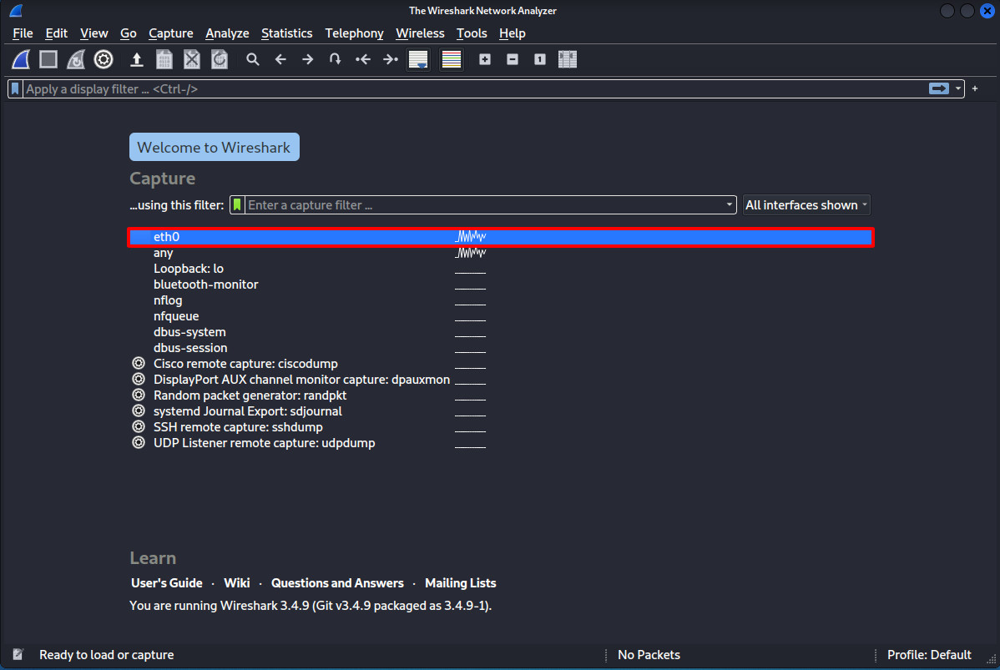 The Wireshark Network Analyzer
File Edit View Go Capture Analyze Statistics Telephony Wireless Tools Help
Apply a display filter ... <Ctrl-/>
+
Welcome to Wireshark
Capture
...using this filter: Enter a capture filter ... All interfaces shown
eth0
any
Loopback: lo
bluetooth-monitor
nflog
nfqueue
dbus-system
dbus-session
Cisco remote capture: ciscodump
DisplayPort AUX channel monitor capture: dpauxmon
Random packet generator: randpkt
systemd Journal Export: sdjournal
SSH remote capture: sshdump
UDP Listener remote capture: udpdump
Learn
User's Guide · Wiki · Questions and Answers · Mailing Lists
You are running Wireshark 3.4.9 (Git v3.4.9 packaged as 3.4.9-1).
Ready to load or capture No Packets Profile: Default